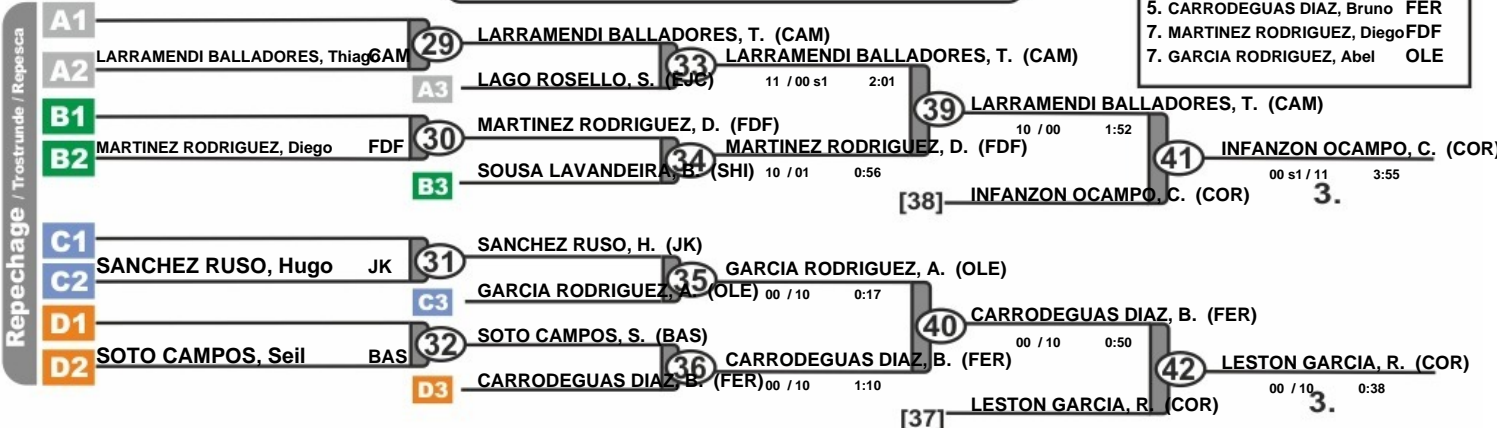 5. CARRODEGUAS DIAZ, Bruno FER
7. MARTINEZ RODRIGUEZ, Diego FDF
7. GARCIA RODRIGUEZ, Abel OLE
Repechage / Trostrunde / Repesca
A1
A2
LARRAMENDI BALLADORES, Thiago CAM
29
LARRAMENDI BALLADORES, T. (CAM)
A3
LAGO ROSELLO, S. (EJC)
33
LARRAMENDI BALLADORES, T. (CAM)
11 / 00 s1 2:01
B1
B2
MARTINEZ RODRIGUEZ, Diego FDF
30
MARTINEZ RODRIGUEZ, D. (FDF)
B3
SOUSA LAVANDEIRA, B. (SHI)
34
MARTINEZ RODRIGUEZ, D. (FDF)
10 / 01 0:56
39
LARRAMENDI BALLADORES, T. (CAM)
10 / 00 1:52
[38]
INFANZON OCAMPO, C. (COR)
41
INFANZON OCAMPO, C. (COR)
00 s1 / 11 3:55
3.
C1
C2
SANCHEZ RUSO, Hugo JK
31
SANCHEZ RUSO, H. (JK)
C3
GARCIA RODRIGUEZ, A. (OLE)
35
GARCIA RODRIGUEZ, A. (OLE)
00 / 10 0:17
D1
D2
SOTO CAMPOS, Seil BAS
32
SOTO CAMPOS, S. (BAS)
D3
CARRODEGUAS DIAZ, B. (FER)
36
CARRODEGUAS DIAZ, B. (FER)
00 / 10 1:10
40
CARRODEGUAS DIAZ, B. (FER)
00 / 10 0:50
[37]
LESTON GARCIA, R. (COR)
42
LESTON GARCIA, R. (COR)
00 / 10 0:38
3.